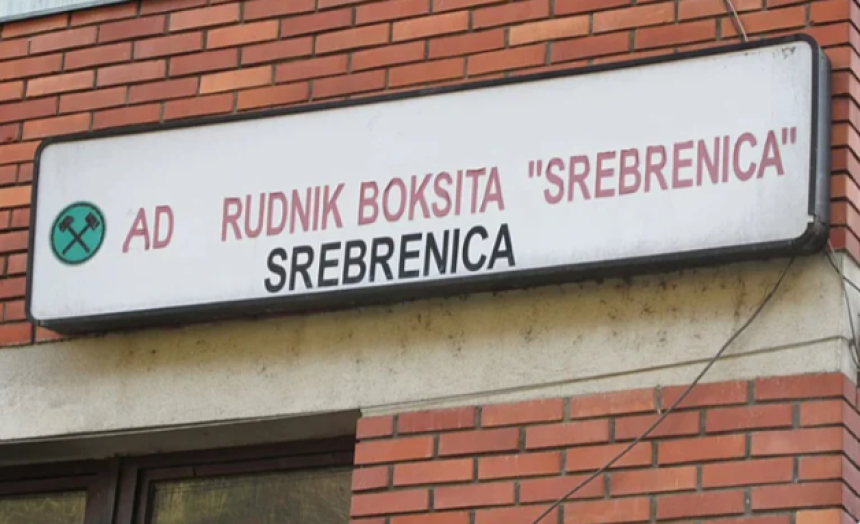 AD RUDNIK BOKSITA "SREBRENICA"
SREBRENICA